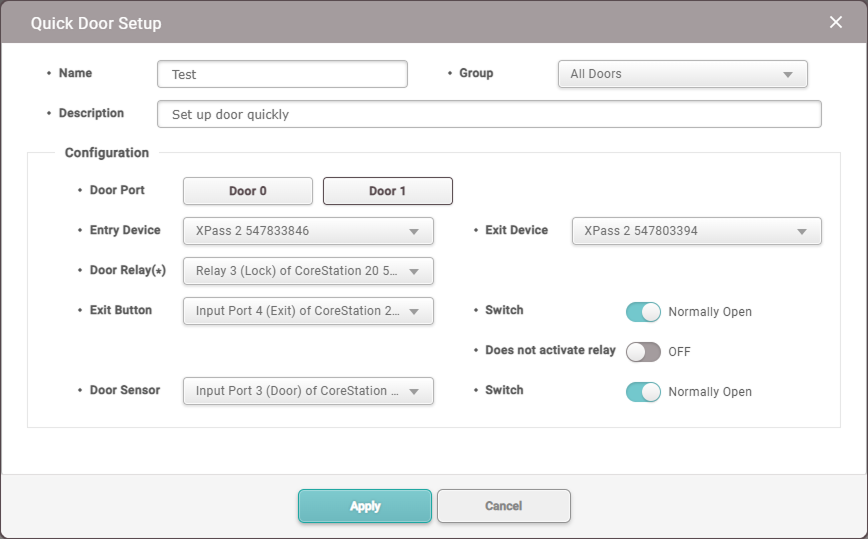 Quick Door Setup
• Name Test • Group All Doors
• Description Set up door quickly
Configuration
• Door Port Door 0 Door 1
• Entry Device XPass 2 547833846 • Exit Device XPass 2 547803394
• Door Relay(*) Relay 3 (Lock) of CoreStation 20 5...
• Exit Button Input Port 4 (Exit) of CoreStation 2... • Switch Normally Open
• Does not activate relay OFF
• Door Sensor Input Port 3 (Door) of CoreStation ... • Switch Normally Open
Apply Cancel